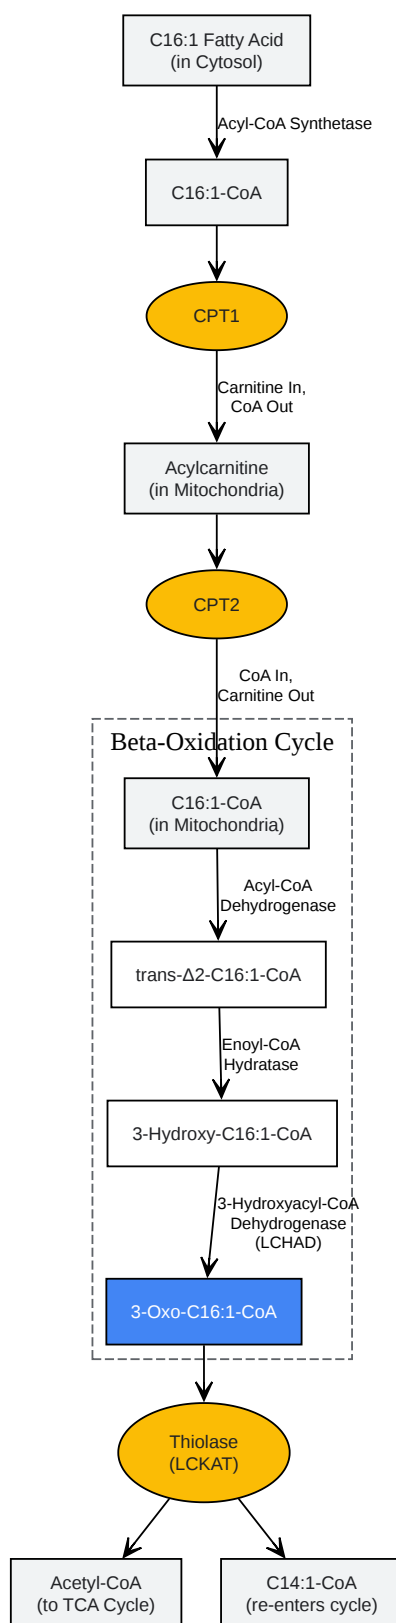 C16:1 Fatty Acid
(in Cytosol)
Acyl-CoA Synthetase
C16:1-CoA
CPT1
Carnitine In,
CoA Out
Acylcarnitine
(in Mitochondria)
CPT2
CoA In,
Carnitine Out
Beta-Oxidation Cycle
C16:1-CoA
(in Mitochondria)
Acyl-CoA
Dehydrogenase
trans-Δ2-C16:1-CoA
Enoyl-CoA
Hydratase
3-Hydroxy-C16:1-CoA
3-Hydroxyacyl-CoA
Dehydrogenase
(LCHAD)
3-Oxo-C16:1-CoA
Thiolase
(LCKAT)
Acetyl-CoA
(to TCA Cycle)
C14:1-CoA
(re-enters cycle)